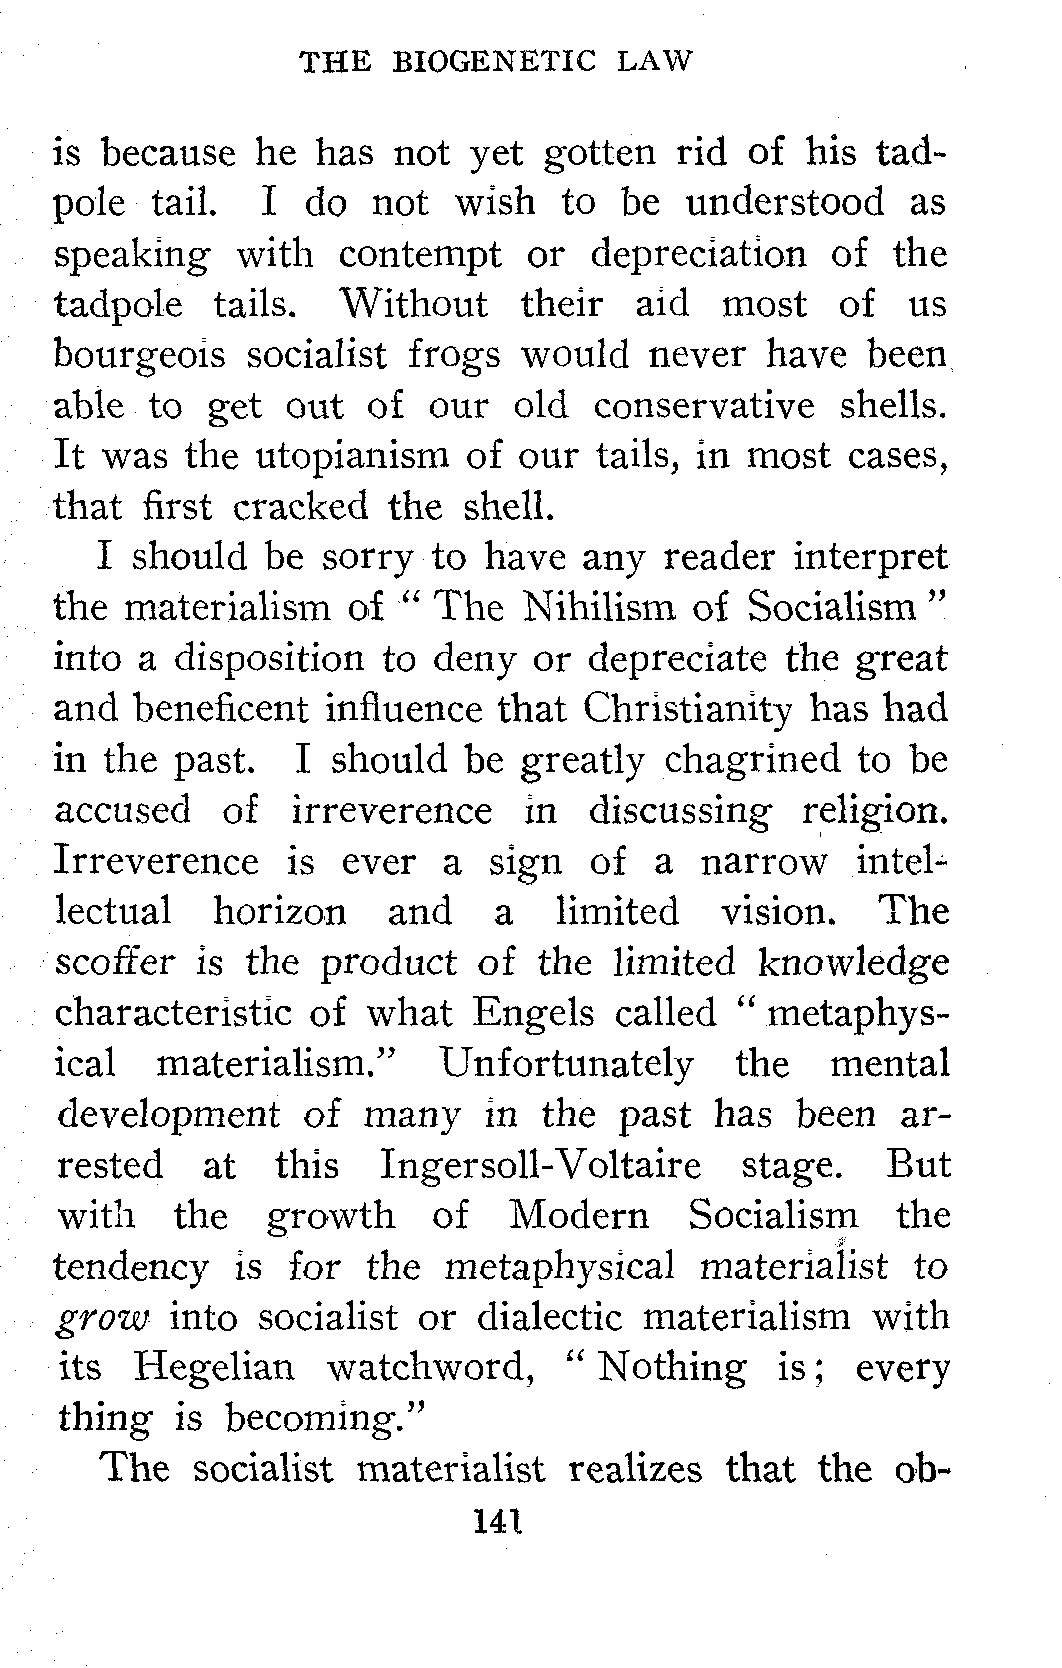 THE BIOGENETIC LAW
is because he has not yet gotten rid of his tad-
pole tail. I do not wish to be understood as
speaking with contempt or depreciation of the
tadpole tails. Without their aid most of us
bourgeois socialist frogs would never have been
able to get out of our old conservative shells.
It was the utopianism of our tails, in most cases,
that first cracked the shell.
I should be sorry to have any reader interpret
the materialism of “ The Nihilism of Socialism ”
into a disposition to deny or depreciate the great
and beneficent influence that Christianity has had
in the past. I should be greatly chagrined to be
accused of irreverence in discussing religion.
Irreverence is ever a sign of a narrow intel-
lectual horizon and a limited vision. The
scoffer is the product of the limited knowledge
characteristic of what Engels called “ metaphys-
ical materialism.” Unfortunately the mental
development of many in the past has been ar-
rested at this Ingersoll-Voltaire stage. But
with the growth of Modern Socialism the
tendency is for the metaphysical materialist to
grow into socialist or dialectic materialism with
its Hegelian watchword, “ Nothing is ; every
thing is becoming.”
The socialist materialist realizes that the ob-
141